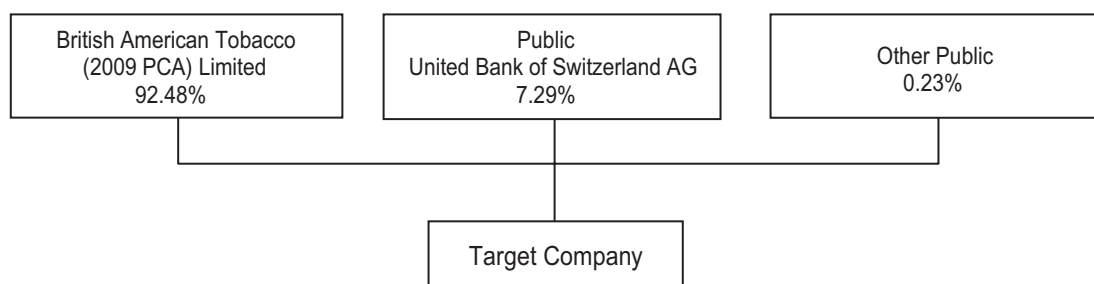 British American Tobacco
(2009 PCA) Limited
92.48%
Public
United Bank of Switzerland AG
7.29%
Other Public
0.23%
Target Company